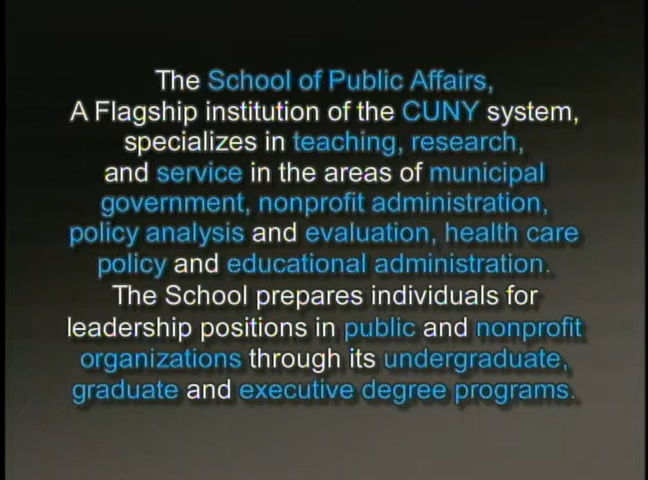 The School of Public Affairs,
A Flagship institution of the CUNY system,
specializes in teaching, research,
and service in the areas of municipal
government, nonprofit administration,
policy analysis and evaluation, health care
policy and educational administration.
The School prepares individuals for
leadership positions in public and nonprofit
organizations through its undergraduate,
graduate and executive degree programs.